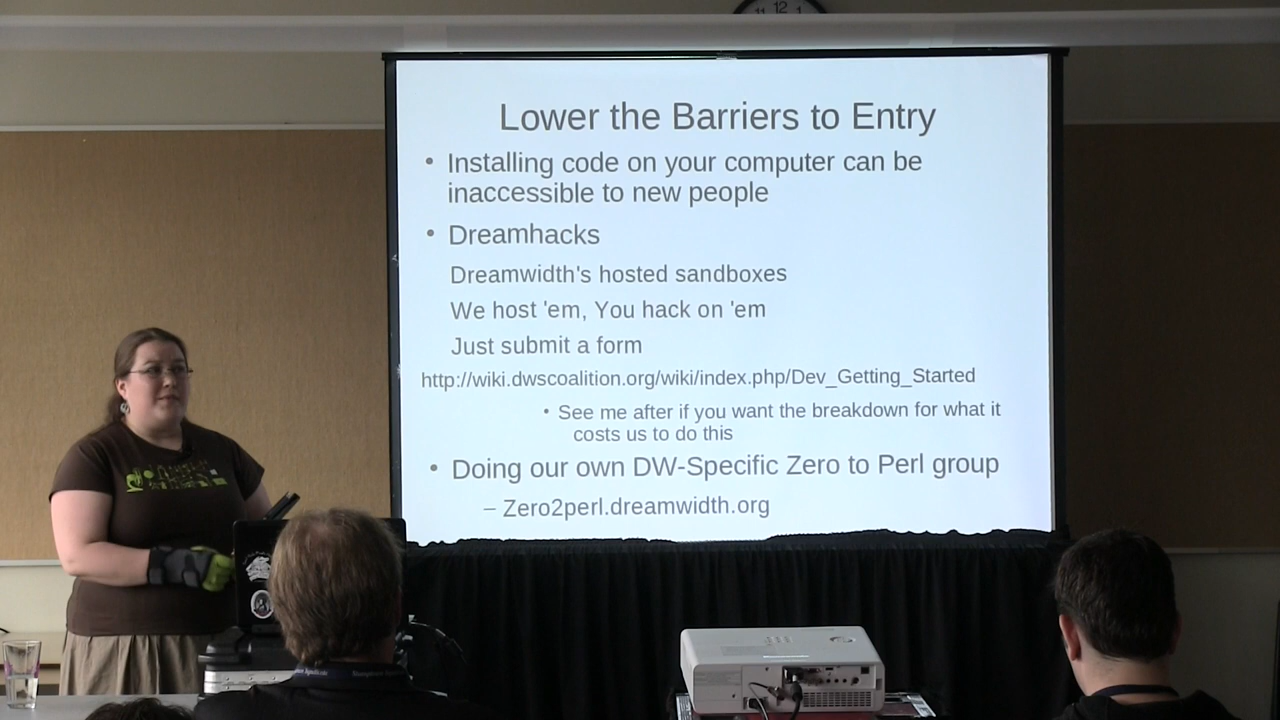 12
11
1
Lower the Barriers to Entry
• Installing code on your computer can be
inaccessible to new people
• Dreamhacks
Dreamwidth's hosted sandboxes
We host 'em, You hack on 'em
Just submit a form
http://wiki.dwscoalition.org/wiki/index.php/Dev_Getting_Started
• See me after if you want the breakdown for what it
costs us to do this
• Doing our own DW-Specific Zero to Perl group
– Zero2perl.dreamwidth.org